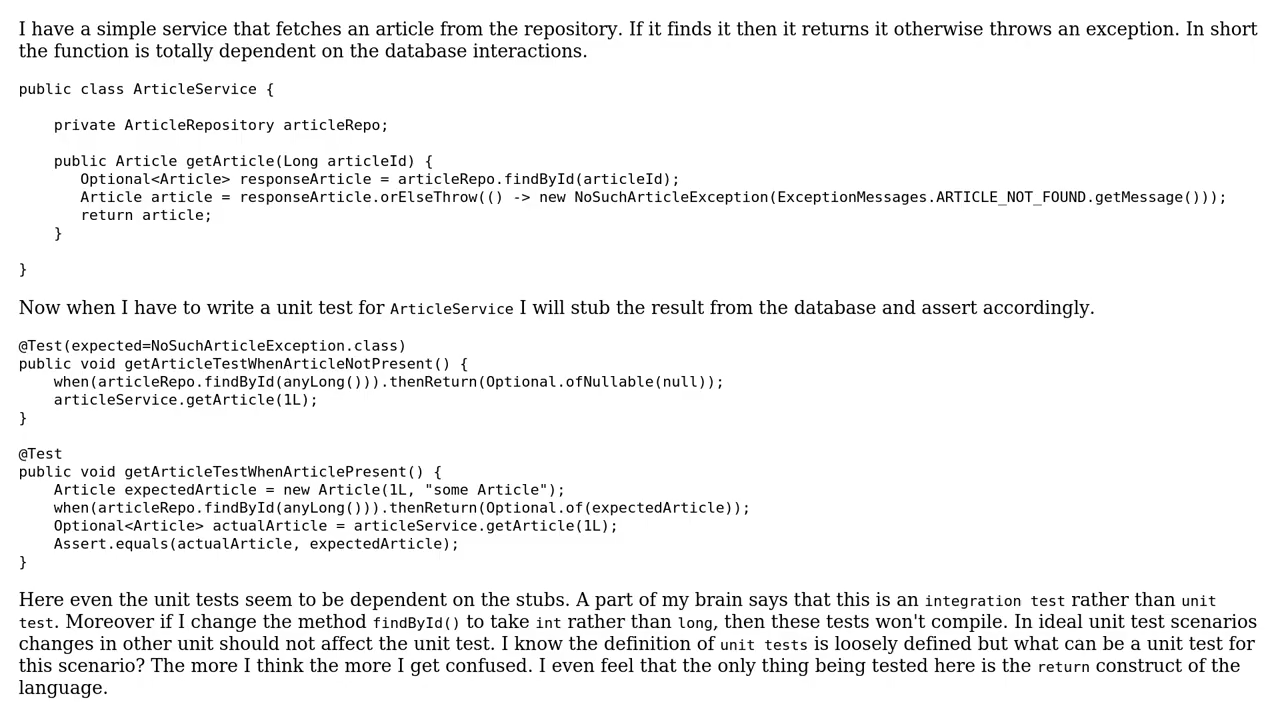 I have a simple service that fetches an article from the repository. If it finds it then it returns it otherwise throws an exception. In short
the function is totally dependent on the database interactions.
public class ArticleService {
    private ArticleRepository articleRepo;
    public Article getArticle(Long articleId) {
       Optional<Article> responseArticle = articleRepo.findById(articleId);
       Article article = responseArticle.orElseThrow(() -> new NoSuchArticleException(ExceptionMessages.ARTICLE_NOT_FOUND.getMessage()));
       return article;
    }
}
Now when I have to write a unit test for ArticleService I will stub the result from the database and assert accordingly.
@Test(expected=NoSuchArticleException.class)
public void getArticleTestWhenArticleNotPresent() {
    when(articleRepo.findById(anyLong())).thenReturn(Optional.ofNullable(null));
    articleService.getArticle(1L);
}
@Test
public void getArticleTestWhenArticlePresent() {
    Article expectedArticle = new Article(1L, "some Article");
    when(articleRepo.findById(anyLong())).thenReturn(Optional.of(expectedArticle));
    Optional<Article> actualArticle = articleService.getArticle(1L);
    Assert.equals(actualArticle, expectedArticle);
}
Here even the unit tests seem to be dependent on the stubs. A part of my brain says that this is an integration test rather than unit
test. Moreover if I change the method findById() to take int rather than long, then these tests won't compile. In ideal unit test scenarios
changes in other unit should not affect the unit test. I know the definition of unit tests is loosely defined but what can be a unit test for
this scenario? The more I think the more I get confused. I even feel that the only thing being tested here is the return construct of the
language.